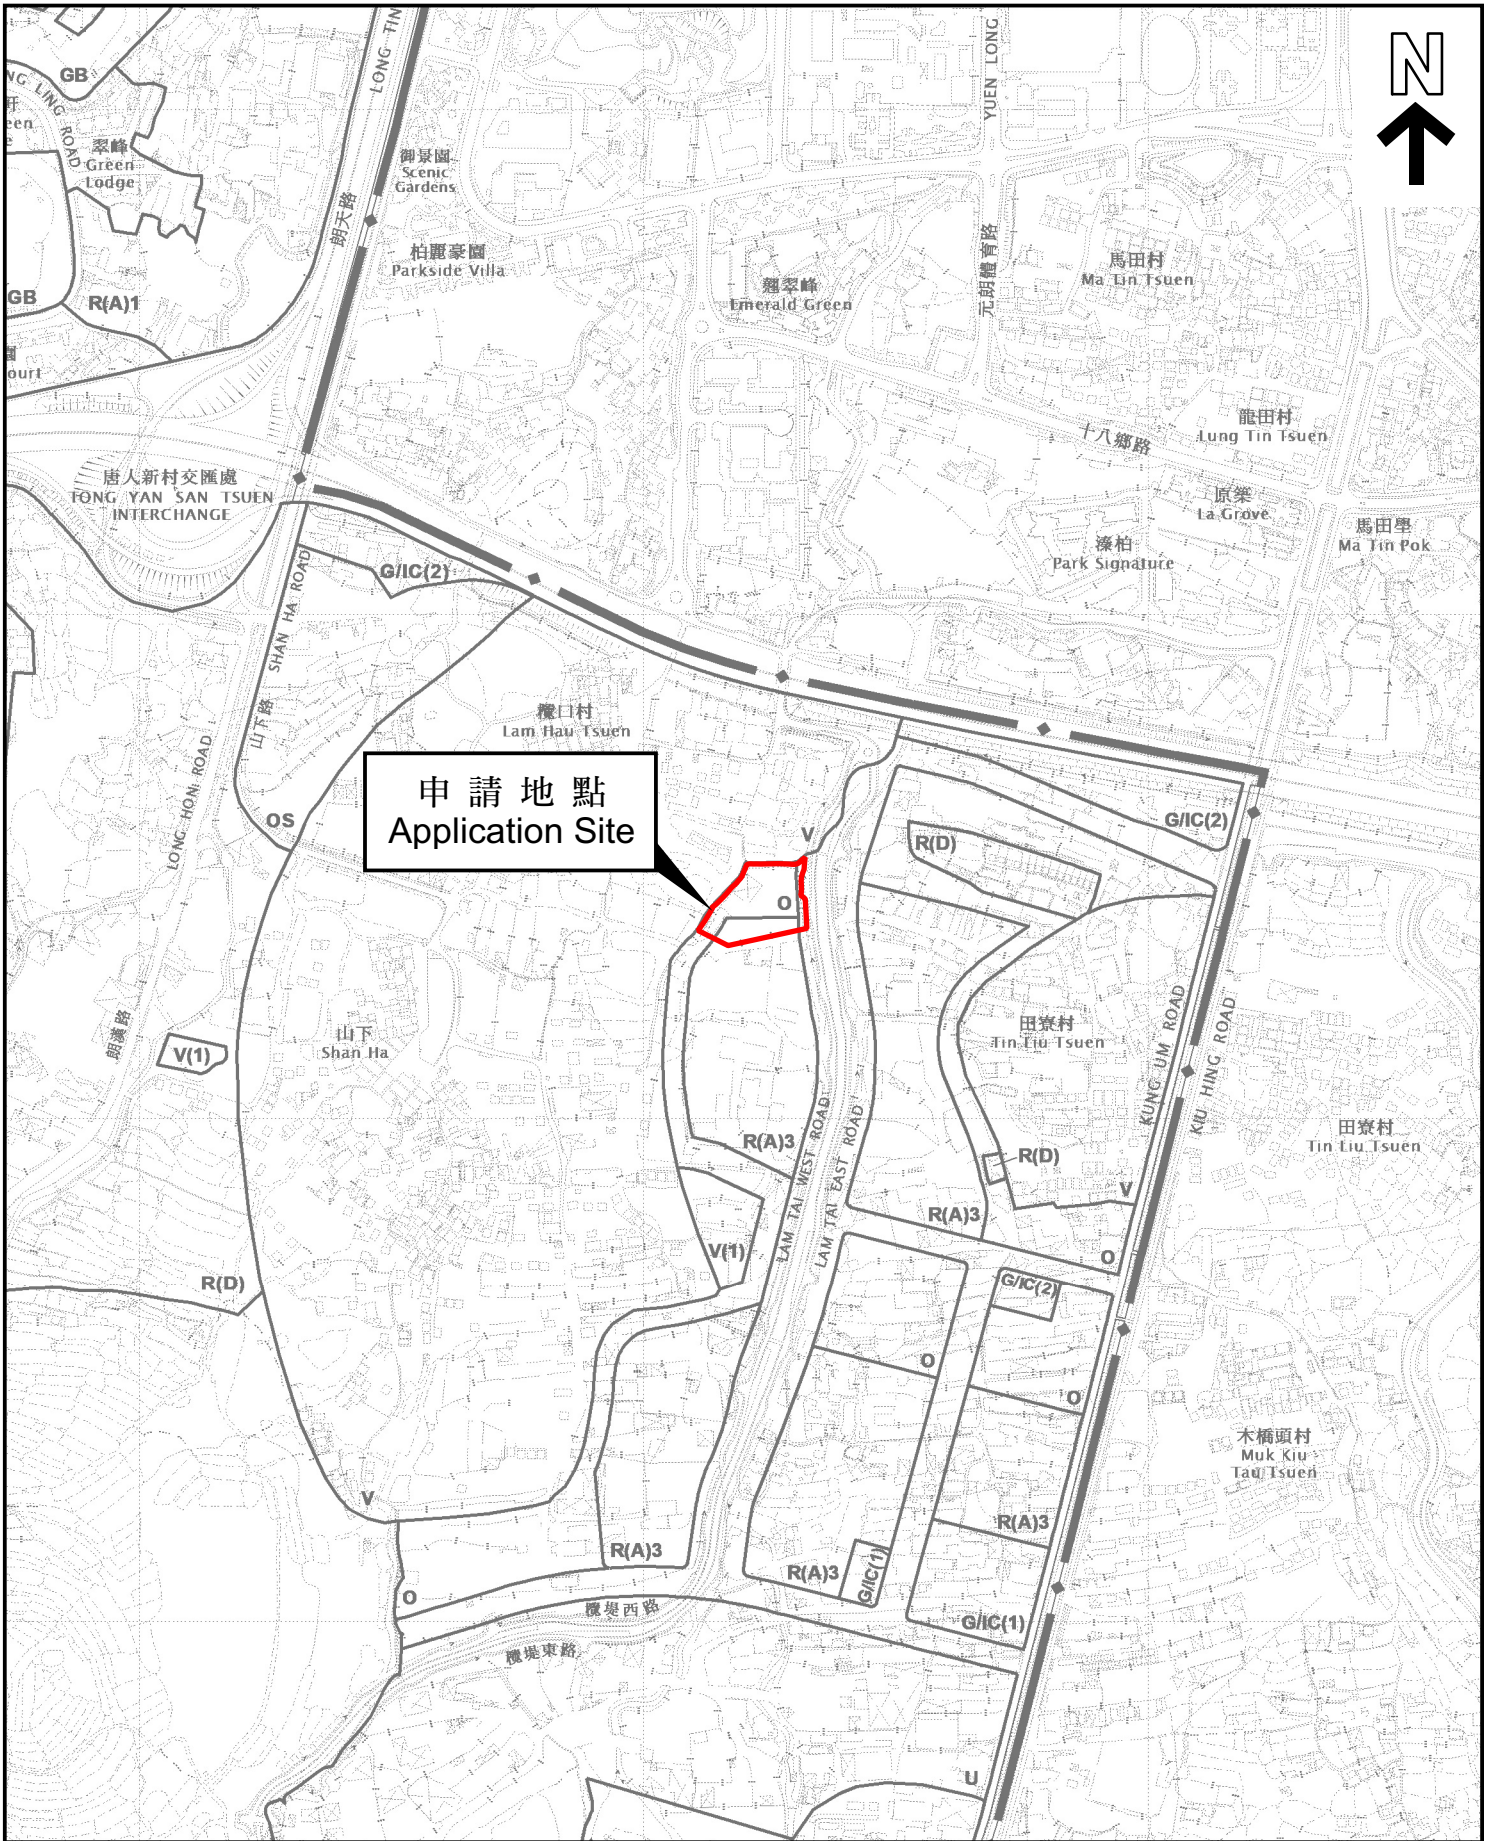 LONG TIN
YUEN LONG
N
GB
NG LING ROAD
軒
een
e
翠峰
Green
Lodge
御景園
Scenic
Gardens
朗天路
柏麗豪園
Parkside Villa
元朗體育路
馬田村
Ma Tin Tsuen
翹翠峰
Emerald Green
GB
R(A)1
園
ourt
龍田村
Lung Tin Tsuen
十八鄉路
唐人新村交匯處
TONG YAN SAN TSUEN
INTERCHANGE
原築
La Grove
馬田壆
Ma Tin Pok
溱柏
Park Signature
G/IC(2)
SHAN HA ROAD
山下路
欖口村
Lam Hau Tsuen
LONG HON ROAD
申請地點
Application Site
OS
V
G/IC(2)
R(D)
O
朗漢路
山下
Shan Ha
V(1)
田寮村
Tin Liu Tsuen
KUNG UM ROAD
KIU HING ROAD
田寮村
Tin Liu Tsuen
R(A)3
LAM TAI WEST ROAD
LAM TAI EAST ROAD
R(D)
V
R(A)3
V(1)
O
R(D)
G/IC(2)
O
O
木橋頭村
Muk Kiu
Tau Tsuen
V
R(A)3
R(A)3
R(A)3
G/IC(1)
O
欖堤西路
G/IC(1)
欖堤東路
U